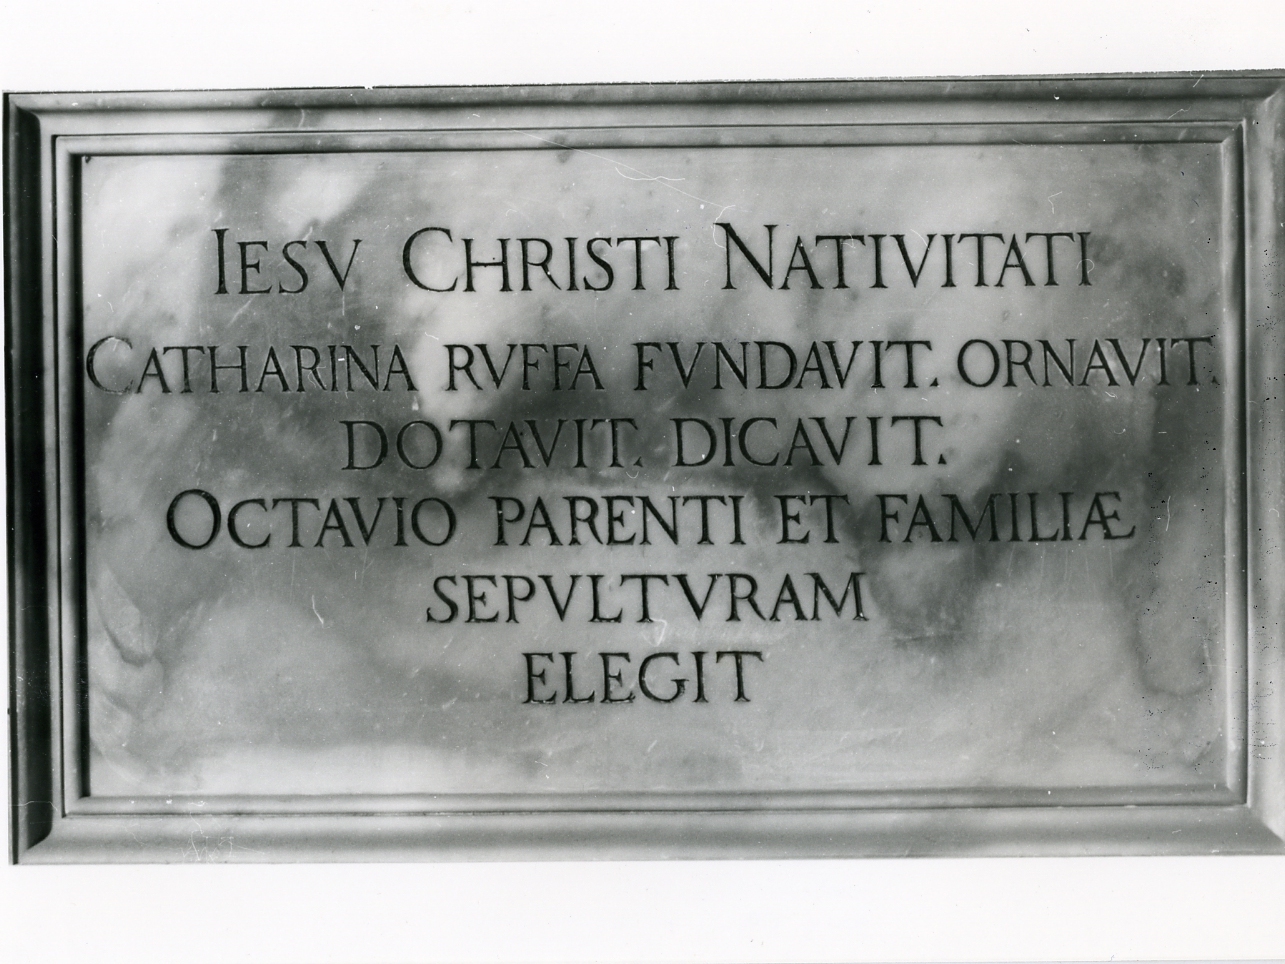 IESV CHRISTI NATIVITATI
CATHARINA RVFFA FVNDAVIT. ORNAVIT.
DOTAVIT. DICAVIT.
OCTAVIO PARENTI ET FAMILIÆ
SEPVLTVRAM
ELEGIT